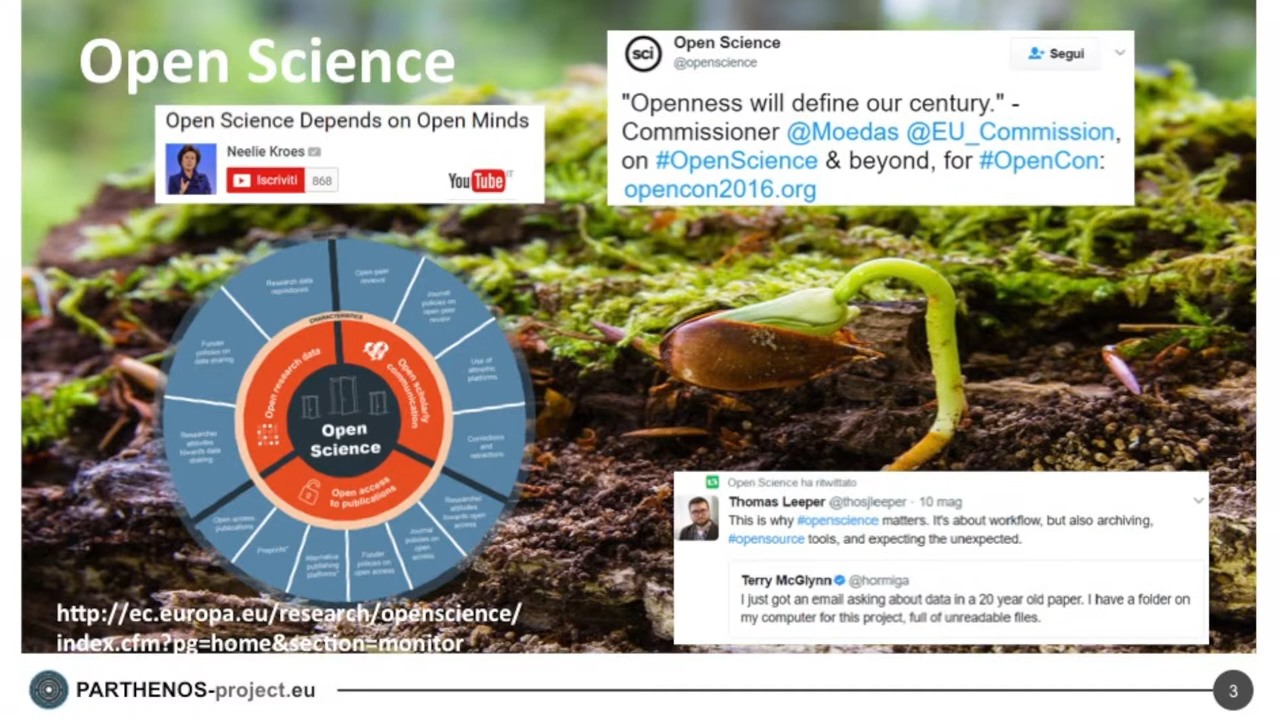 Open Science
Open Science Depends on Open Minds
Neelie Kroes
Iscriviti 868
YouTube IT
sci
Open Science
@openscience
Segui
"Openness will define our century." -
Commissioner @Moedas @EU_Commission,
on #OpenScience & beyond, for #OpenCon:
opencon2016.org
CHARACTERISTICS
Research data
repositories
Open peer
reviews
Journal
policies on
open peer
review
Use of
altmetric
platforms
Corrections
and
retractions
Funder
policies on
data sharing
Researcher
attitudes
towards data
sharing
Open research data
Open scholarly
communication
Open
Science
Open access
to publications
Open access
publications
Preprints*
Alternative
publishing
platforms*
Funder
policies on
open access
Journal
policies on
open
access
Researcher
attitudes
towards open
access
http://ec.europa.eu/research/openscience/
index.cfm?pg=home&section=monitor
Open Science ha ritwittato
Thomas Leeper @thosjleeper · 10 mag
This is why #openscience matters. It's about workflow, but also archiving,
#opensource tools, and expecting the unexpected.
Terry McGlynn @hormiga
I just got an email asking about data in a 20 year old paper. I have a folder on
my computer for this project, full of unreadable files.
PARTHENOS-project.eu
3